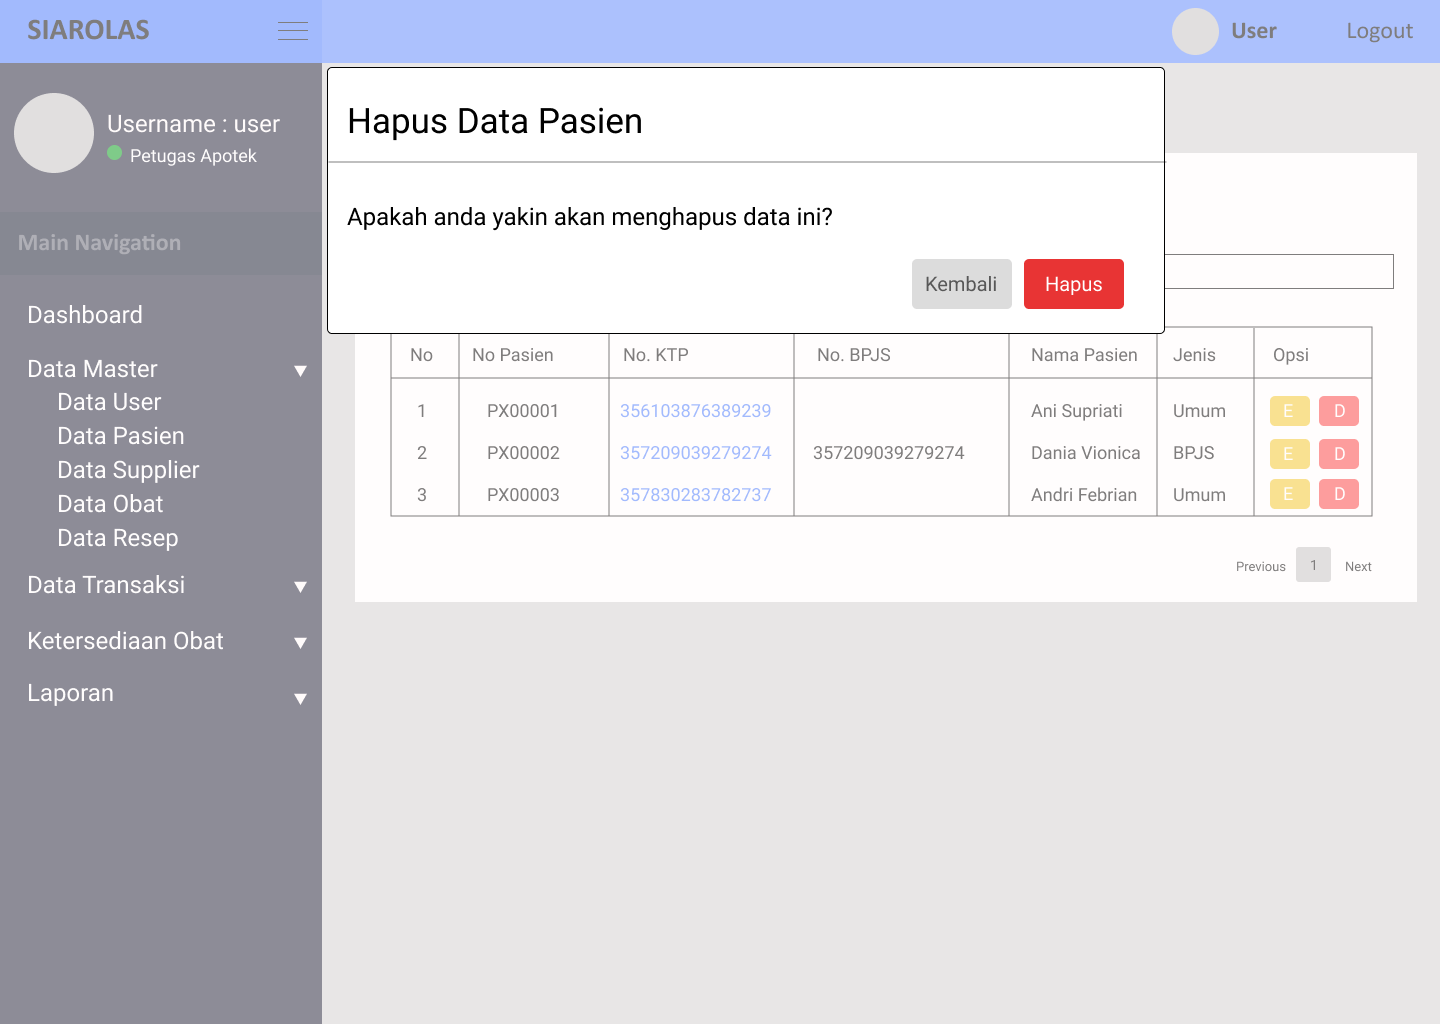 SIAROLAS
User
Logout
Username : user
Petugas Apotek
Main Navigation
Dashboard
Data Master ▼
Data User
Data Pasien
Data Supplier
Data Obat
Data Resep
Data Transaksi ▼
Ketersediaan Obat ▼
Laporan ▼
Hapus Data Pasien
Apakah anda yakin akan menghapus data ini?
Kembali Hapus
No No Pasien No. KTP No. BPJS Nama Pasien Jenis Opsi
1 PX00001 356103876389239 Ani Supriati Umum E D
2 PX00002 357209039279274 357209039279274 Dania Vionica BPJS E D
3 PX00003 357830283782737 Andri Febrian Umum E D
Previous 1 Next